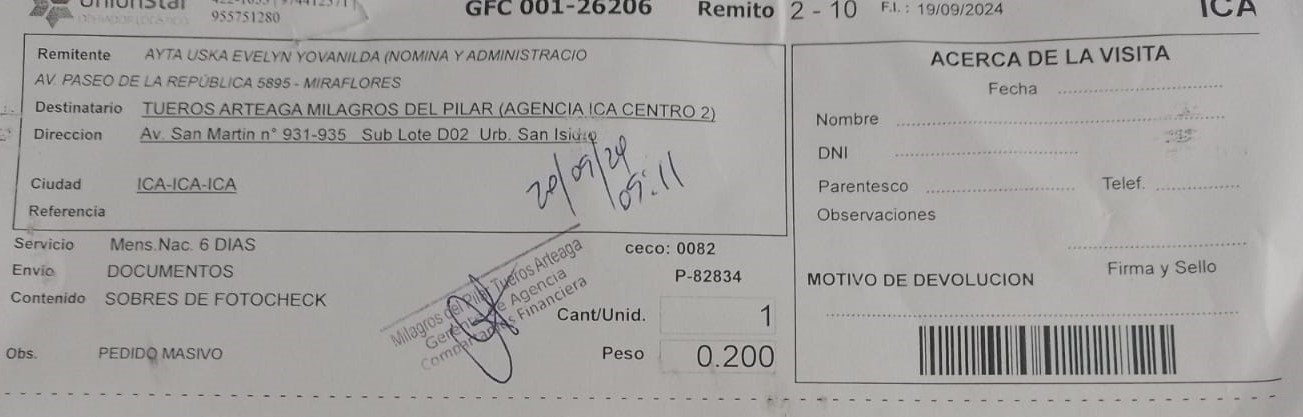 UnionStar GFC 001-26206 Remito 2 - 10 F.I.: 19/09/2024 ICA
955751280
Remitente AYTA USKA EVELYN YOVANILDA (NOMINA Y ADMINISTRACIO
AV. PASEO DE LA REPÚBLICA 5895 - MIRAFLORES
Destinatario TUEROS ARTEAGA MILAGROS DEL PILAR (AGENCIA ICA CENTRO 2)
Direccion Av. San Martin n° 931-935 Sub Lote D02 Urb. San Isidro
Ciudad ICA-ICA-ICA
Referencia
20/09/24
09:11
Servicio Mens.Nac. 6 DIAS
Envio DOCUMENTOS
Contenido SOBRES DE FOTOCHECK
Obs. PEDIDO MASIVO
Milagros del Pilar Tueros Arteaga
Gerente de Agencia
Compartamos Financiera
ceco: 0082
P-82834
Cant/Unid. 1
Peso 0.200
ACERCA DE LA VISITA
Fecha
Nombre
DNI
Parentesco Telef.
Observaciones
Firma y Sello
MOTIVO DE DEVOLUCION